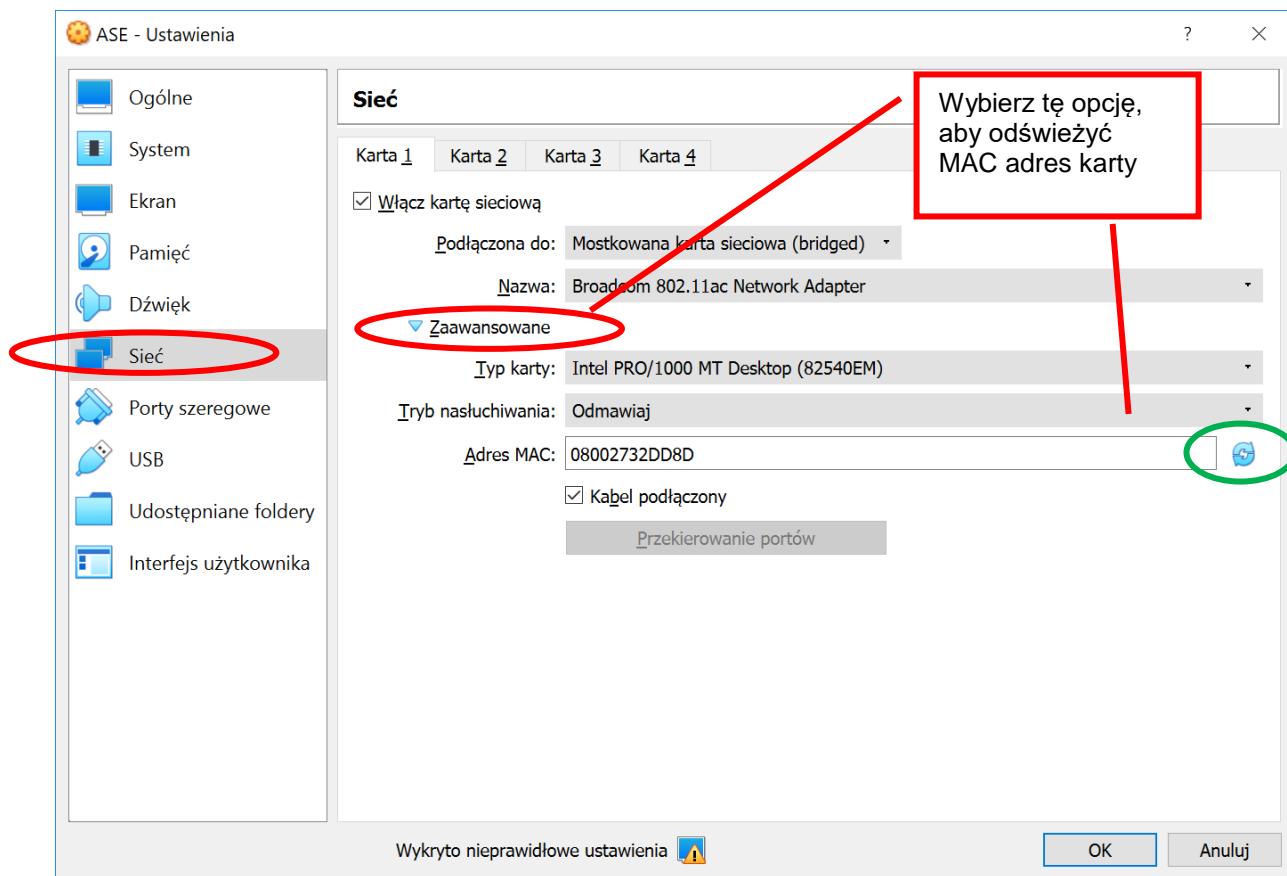 ASE - Ustawienia
?
Ogólne
System
Ekran
Pamięć
Dźwięk
Sieć
Porty szeregowe
USB
Udostępniane foldery
Interfejs użytkownika
Sieć
Wybierz tę opcję,
aby odświeżyć
MAC adres karty
Karta 1 Karta 2 Karta 3 Karta 4
Włącz kartę sieciową
Podłączona do: Mostkowana karta sieciowa (bridged)
Nazwa: Broadcom 802.11ac Network Adapter
Zaawansowane
Typ karty: Intel PRO/1000 MT Desktop (82540EM)
Tryb nasłuchiwania: Odmawiaj
Adres MAC: 08002732DD8D
Kabel podłączony
Przekierowanie portów
Wykryto nieprawidłowe ustawienia
OK Anuluj